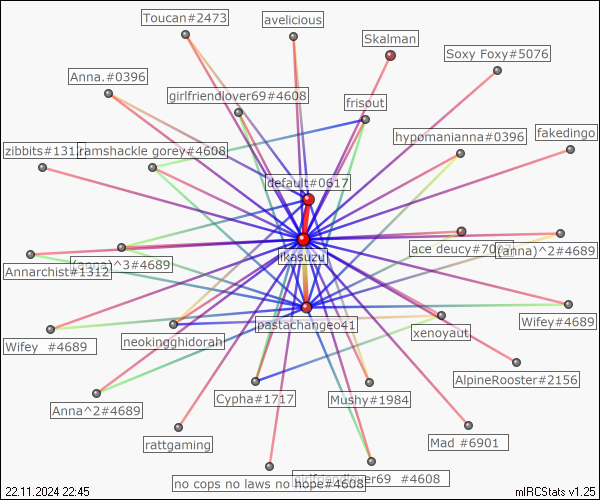 Toucan#2473
avelicious
Skalman
Soxy Foxy#5076
Anna.#0396
girlfriendlover69#4608
frisout
hypomanianna#0396
fakedingo
zibbits#131
ramshackle gorey#4608
default#0617
ikasuzu
ace deucy#70
(anna)^2#4689
Annarchist#1312
(anna)^3#4689
pastachangeo41
xenoyaut
Wifey#4689
Wifey #4689
neokingghidorah
AlpineRooster#2156
Cypha#1717
Mushy#1984
Anna^2#4689
rattgaming
Mad #6901
no cops no laws no hope#4608
girlfriendlover69 #4608
22.11.2024 22:45
mIRCStats v1.25